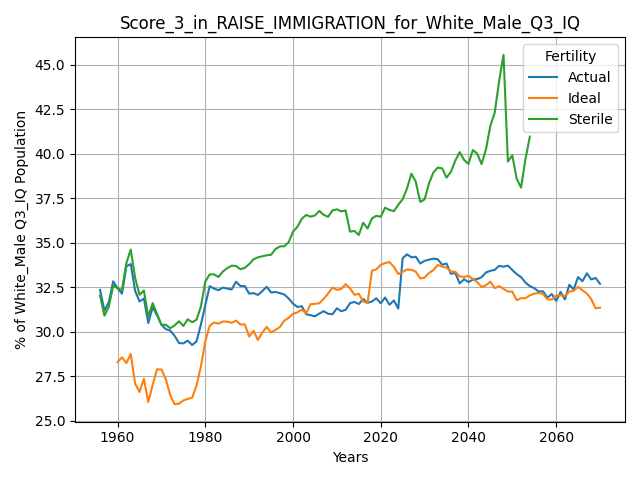 Score_3_in_RAISE_IMMIGRATION_for_White_Male_Q3_IQ
% of White_Male Q3_IQ Population
45.0
42.5
40.0
37.5
35.0
32.5
30.0
27.5
25.0
Fertility
Actual
Ideal
Sterile
1960 1980 2000 2020 2040 2060
Years